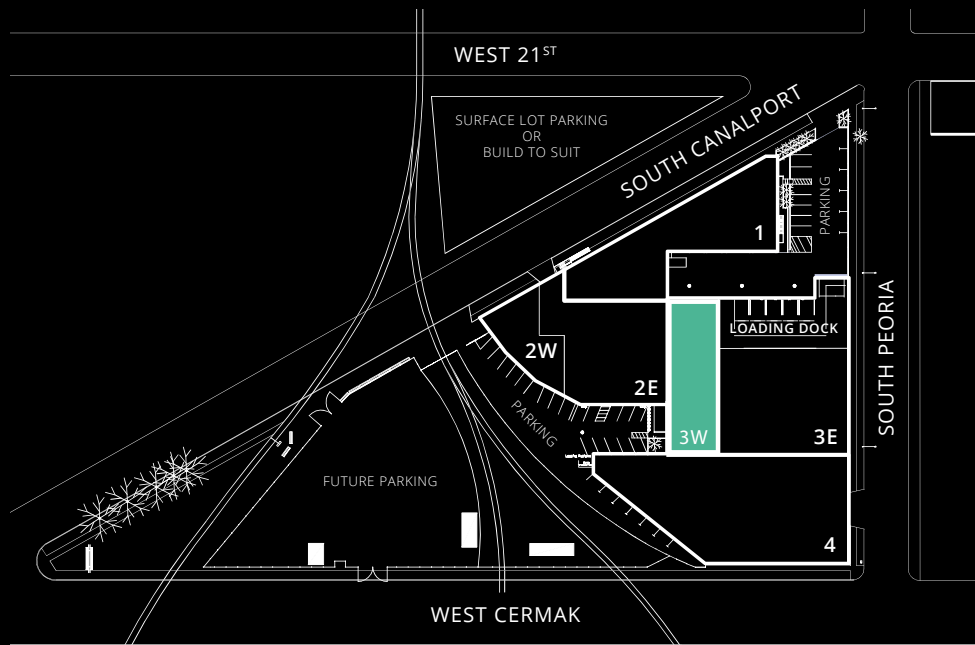 WEST 21ST
SURFACE LOT PARKING
OR
BUILD TO SUIT
SOUTH CANALPORT
PARKING
1
LOADING DOCK
SOUTH PEORIA
2W
2E
PARKING
3W
3E
FUTURE PARKING
4
WEST CERMAK